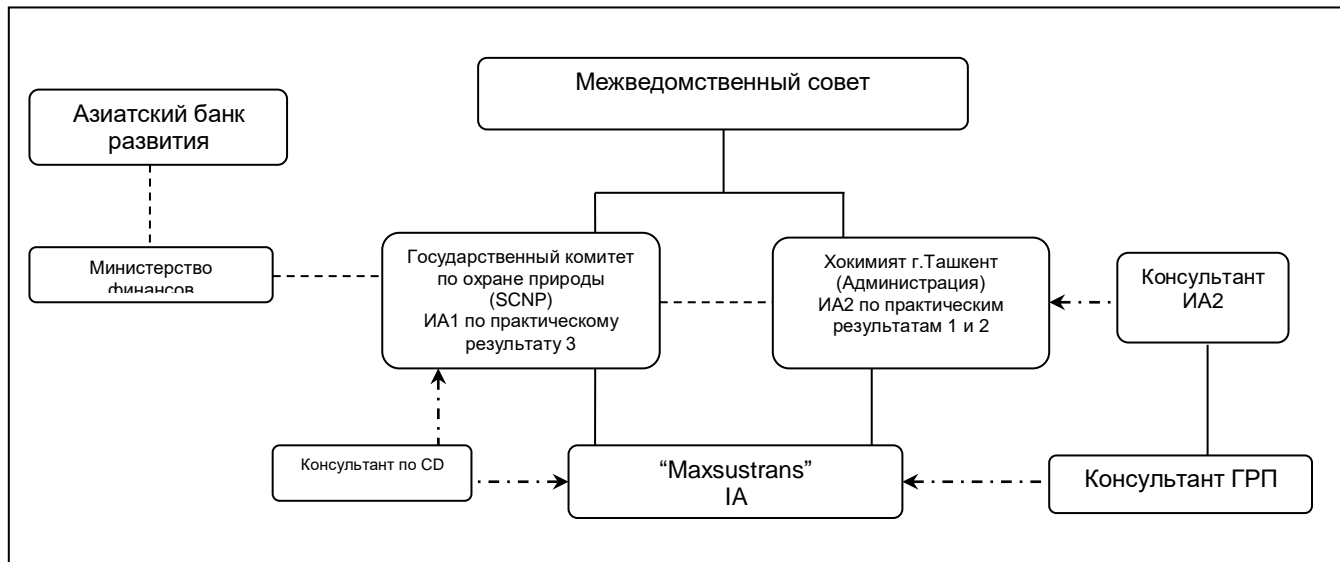 Межведомственный совет
Азиатский банк
развития
Министерство
финансов
Государственный комитет
по охране природы
(SCNP)
ИА1 по практическому
результату 3
Хокимият г.Ташкент
(Администрация)
ИА2 по практическим
результатам 1 и 2
Консультант
ИА2
Консультант по CD
“Maxsustrans”
IA
Консультант ГРП